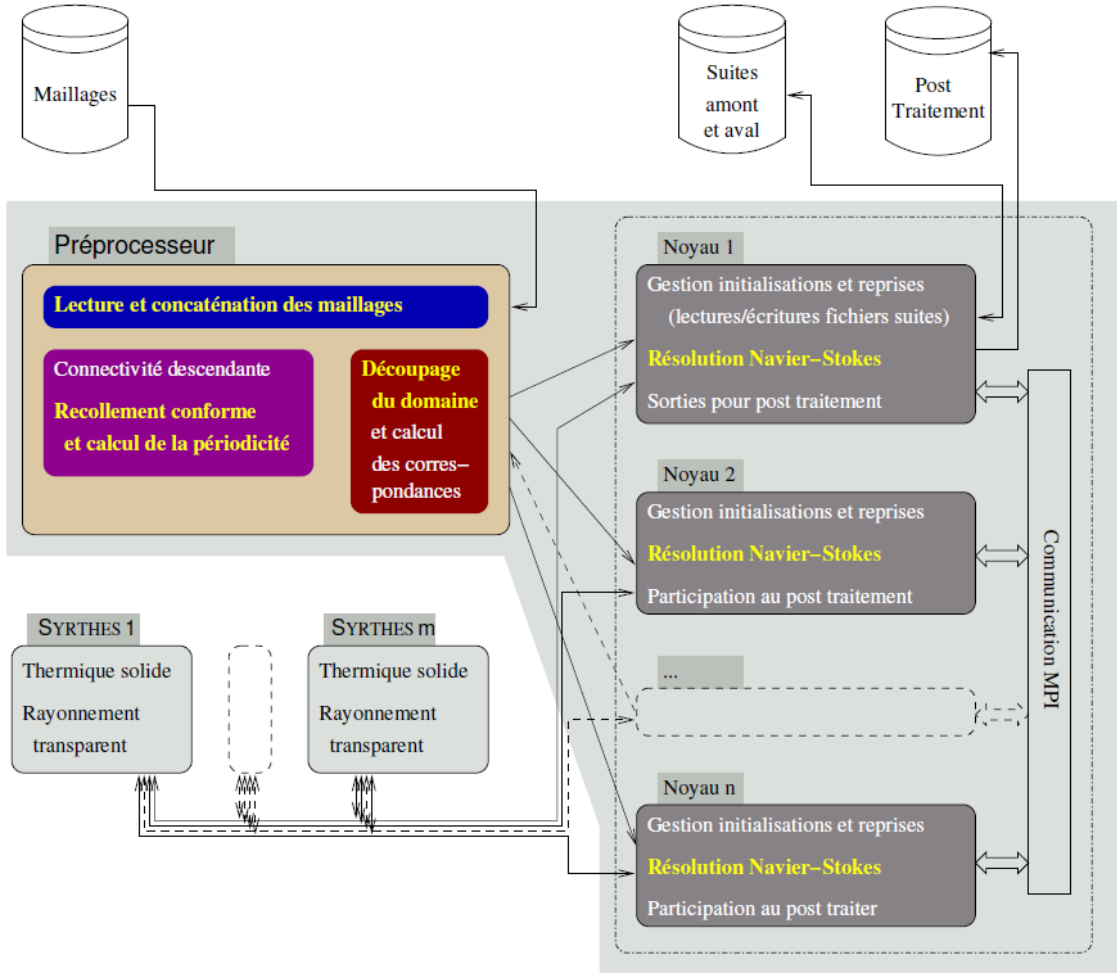 Maillages
Suites
amont
et aval
Post
Traitement
Préprocesseur
Lecture et concaténation des maillages
Connectivité descendante
Recollement conforme
et calcul de la périodicité
Découpage
du domaine
et calcul
des corres-
pondances
Noyau 1
Gestion initialisations et reprises
(lectures/écritures fichiers suites)
Résolution Navier-Stokes
Sorties pour post traitement
Noyau 2
Gestion initialisations et reprises
Résolution Navier-Stokes
Participation au post traitement
...
Noyau n
Gestion initialisations et reprises
Résolution Navier-Stokes
Participation au post traiter
Communication MPI
SYRTHES 1
Thermique solide
Rayonnement
transparent
SYRTHES m
Thermique solide
Rayonnement
transparent